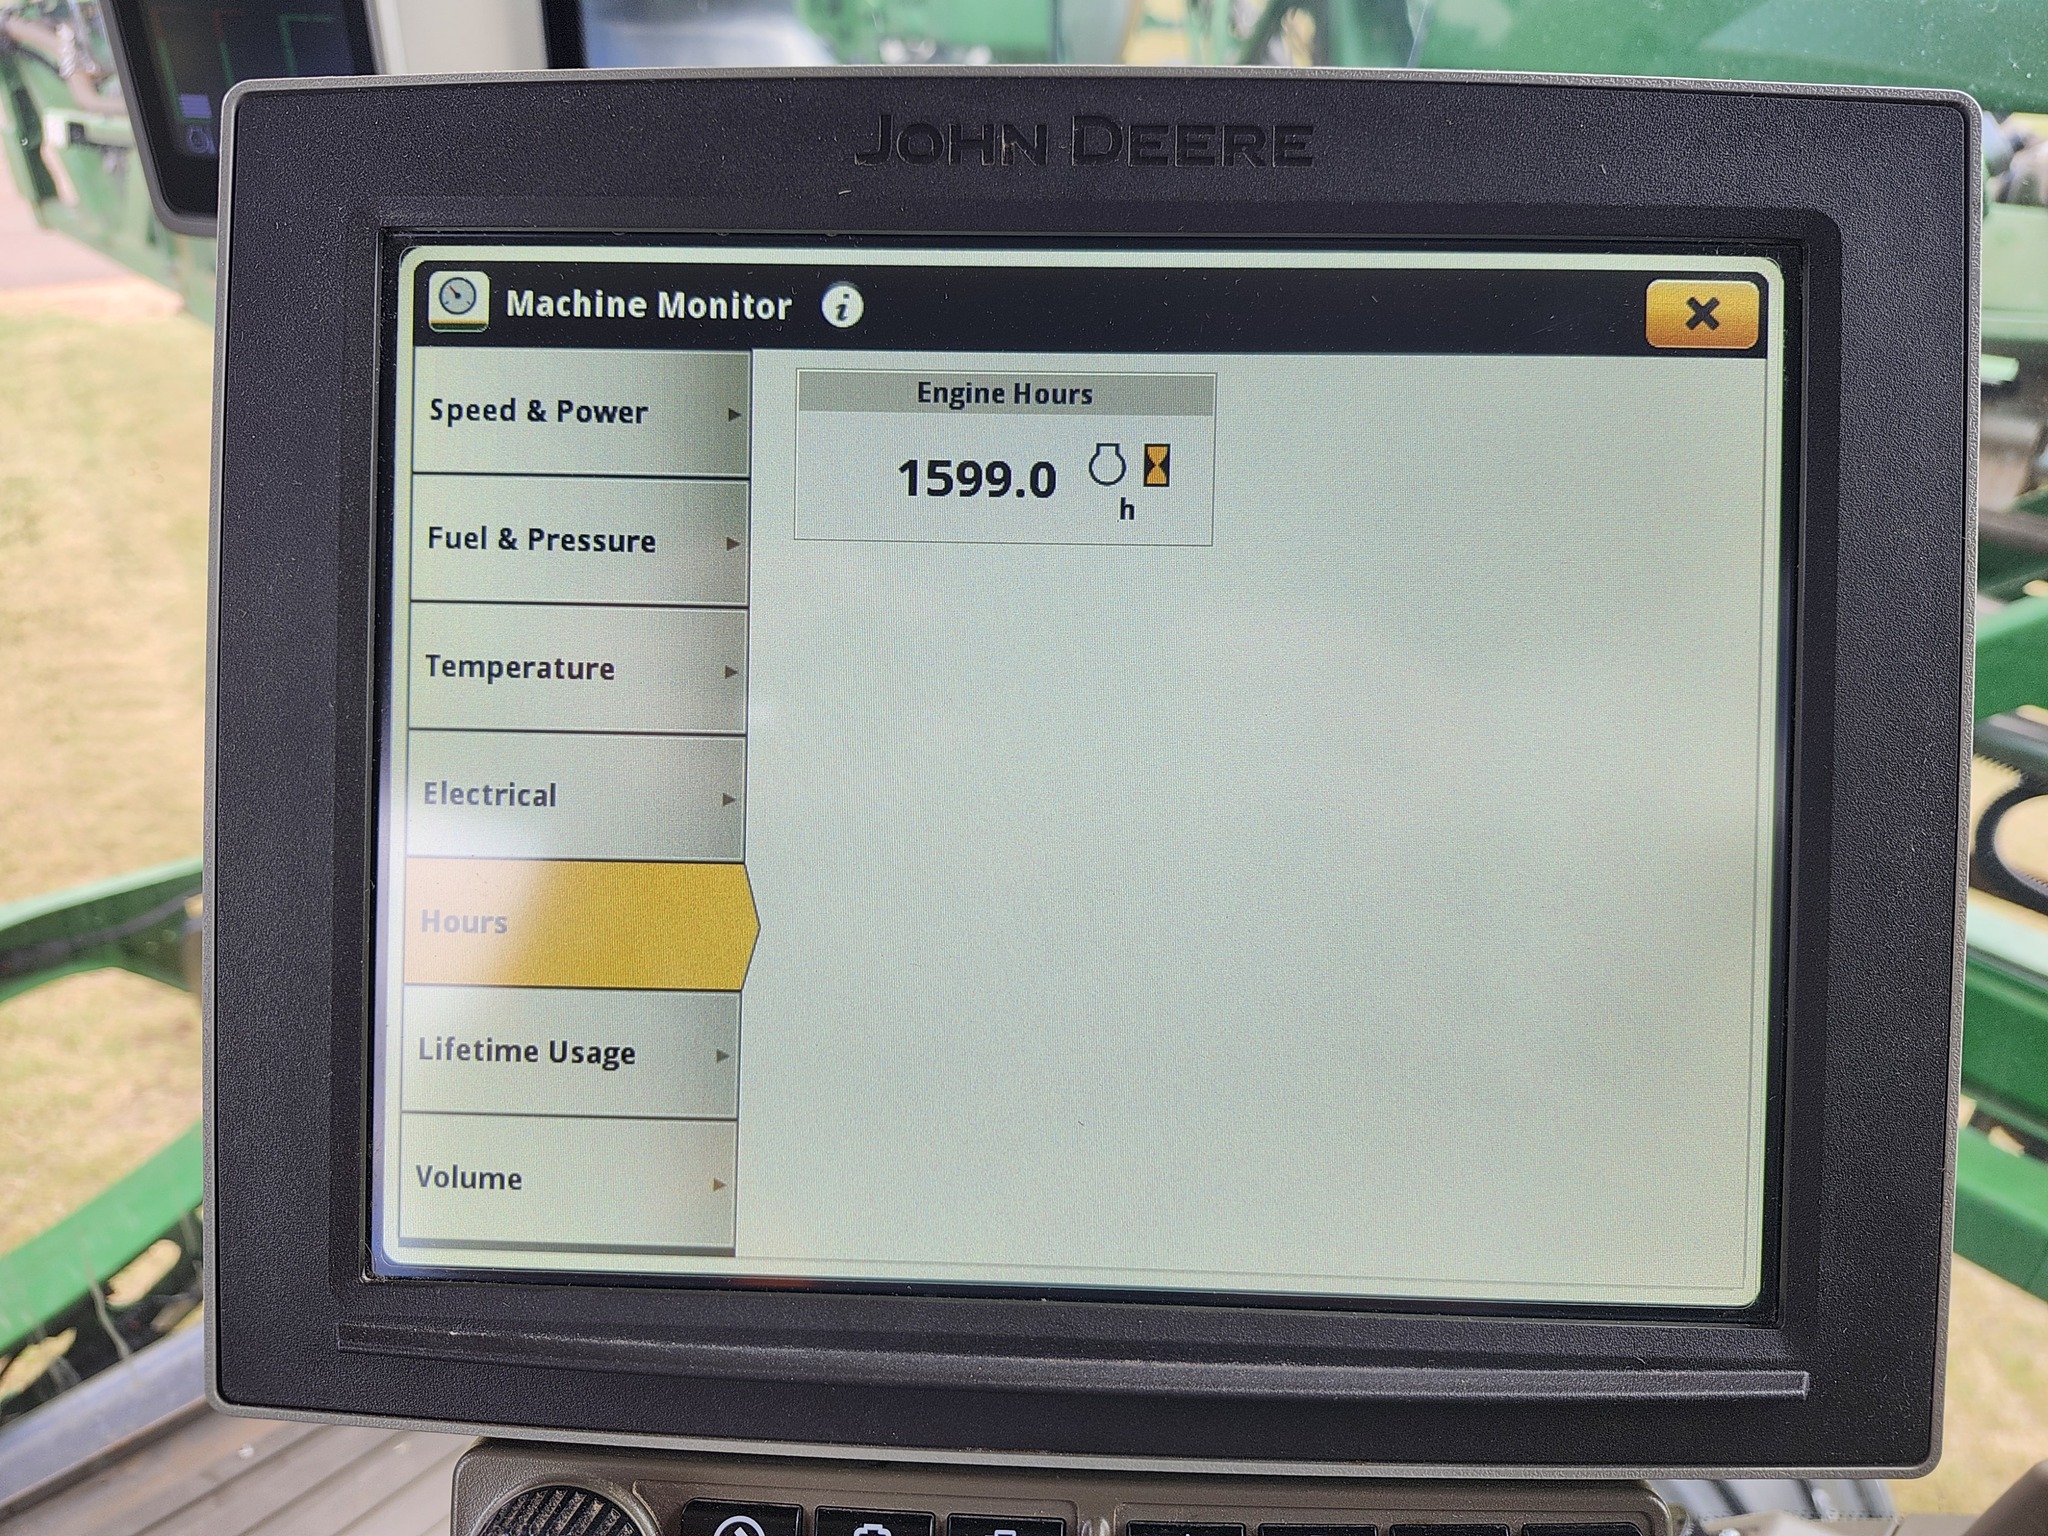 JOHN DEERE
Machine Monitor i
Speed & Power
Fuel & Pressure
Temperature
Electrical
Hours
Lifetime Usage
Volume
Engine Hours
1599.0
h